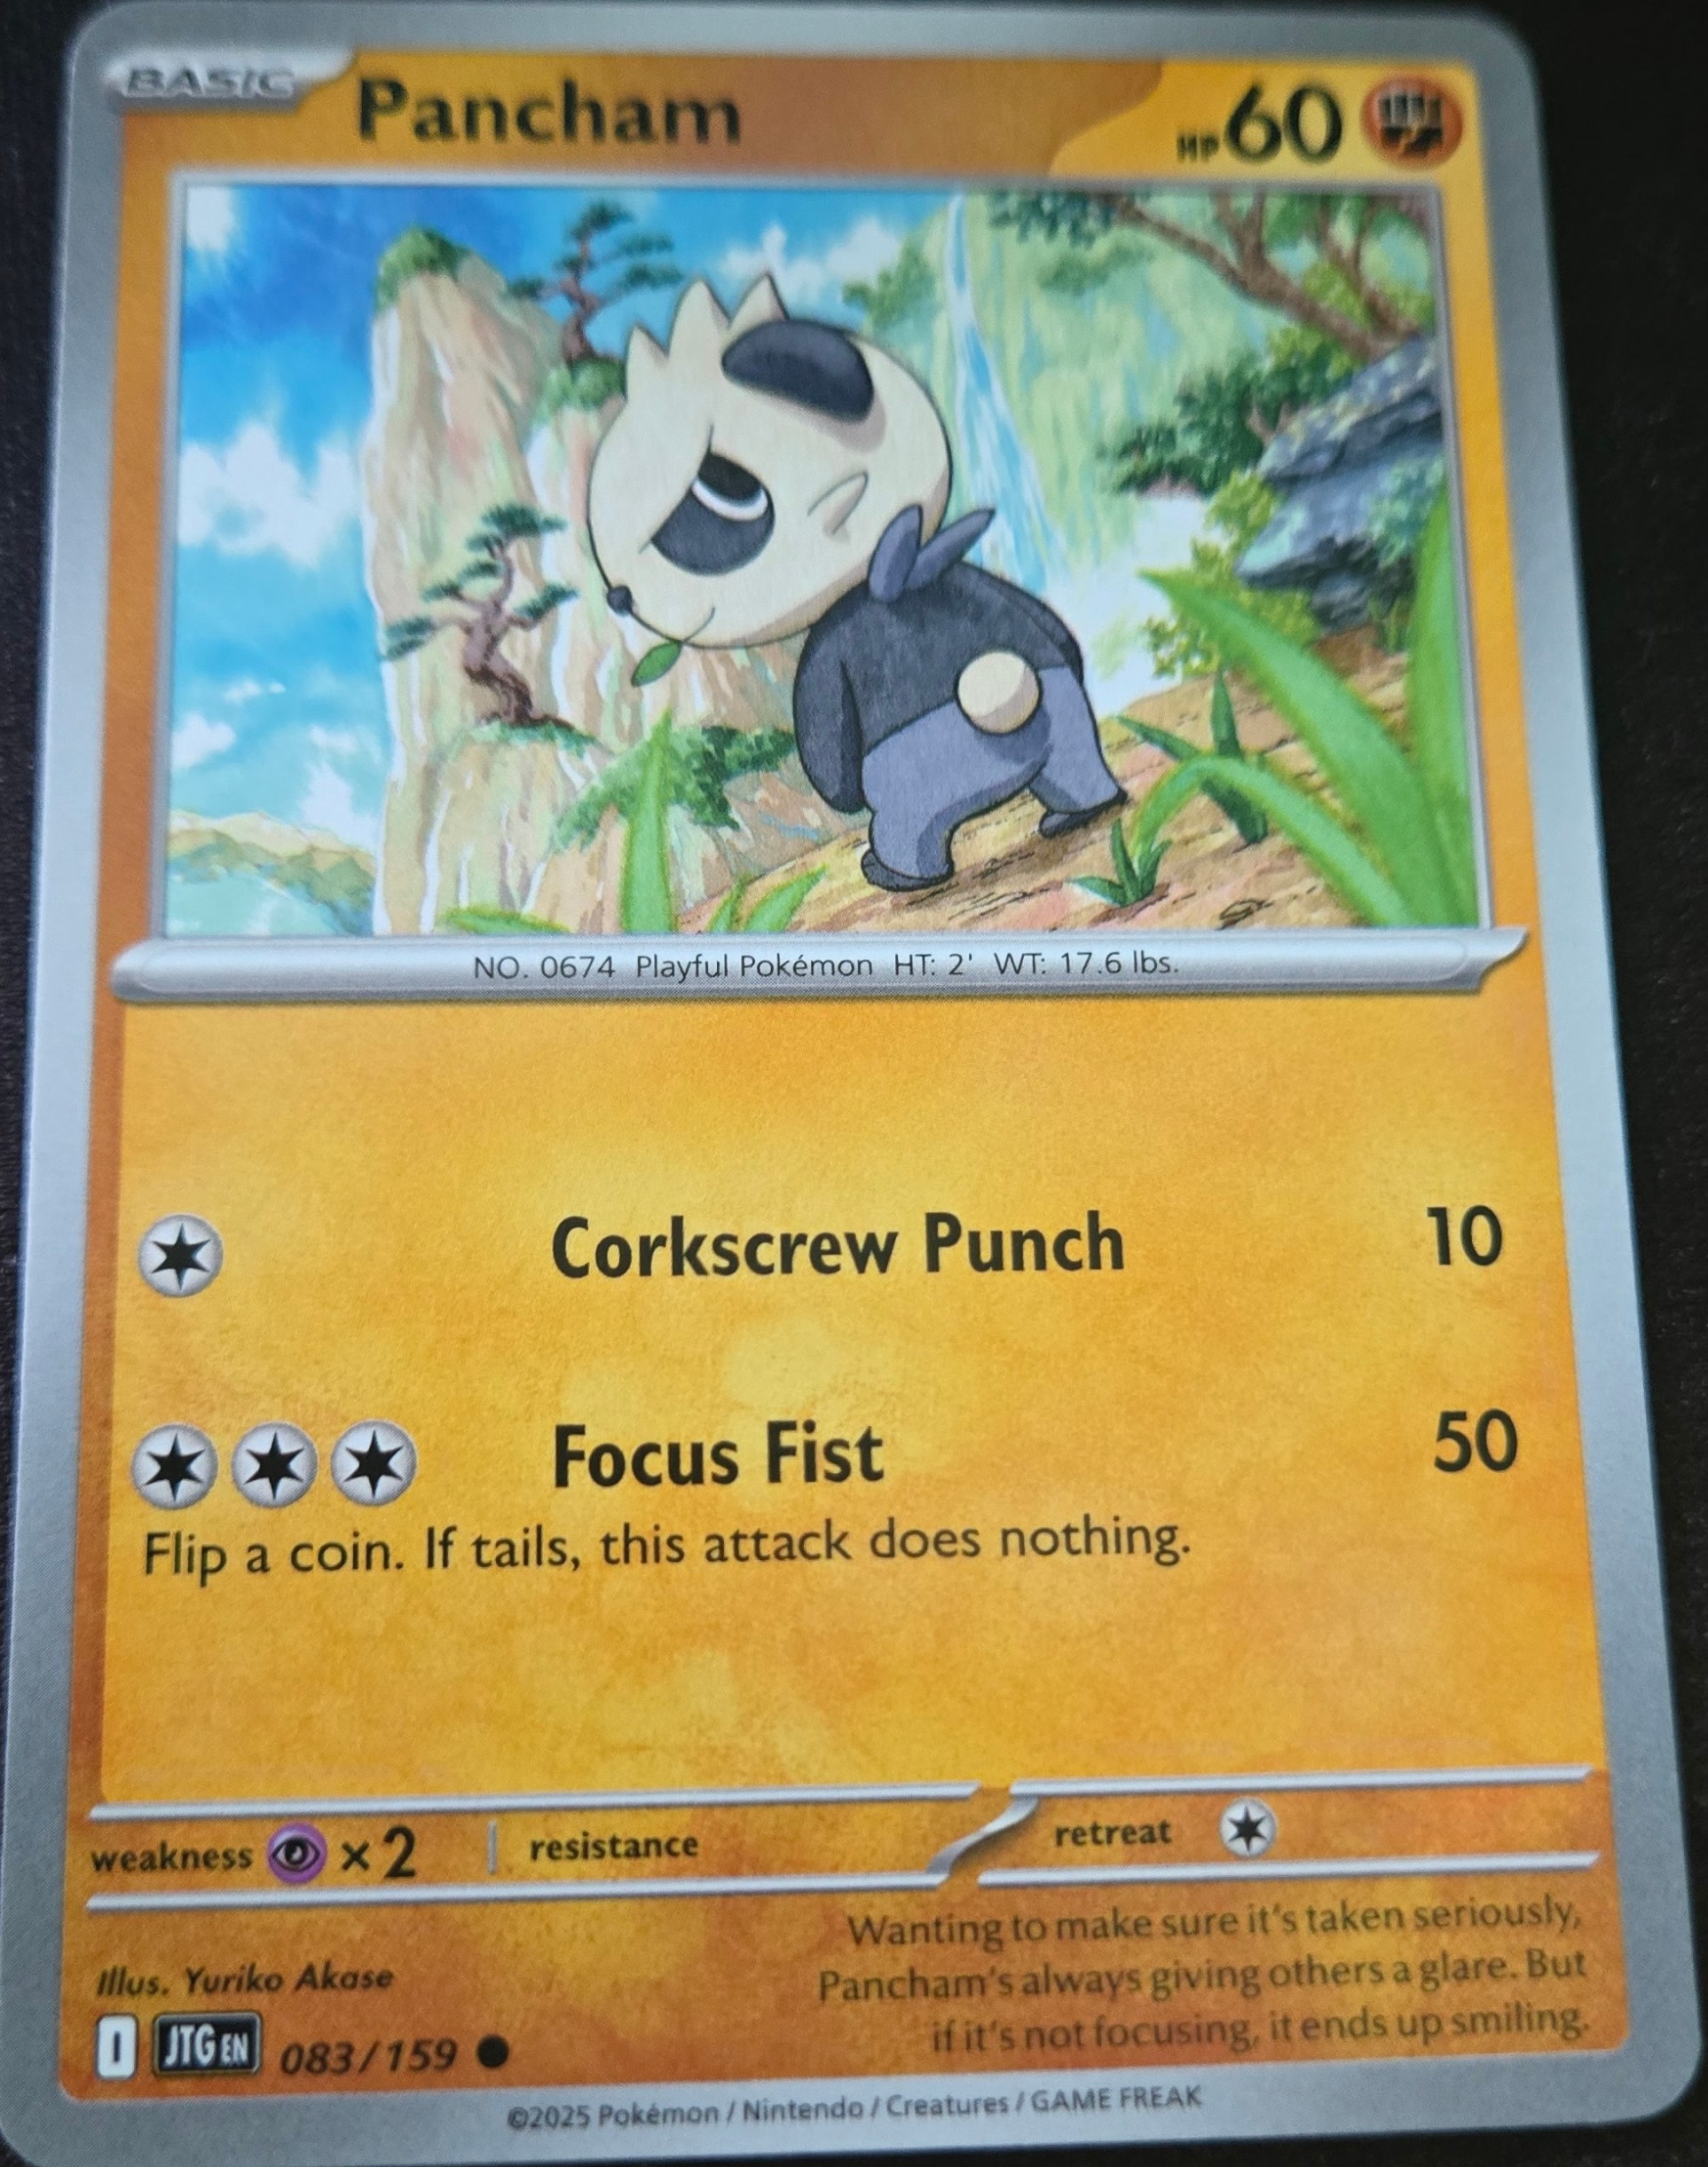 BASIC Pancham HP 60
NO. 0674 Playful Pokémon HT: 2' WT: 17.6 lbs.
Corkscrew Punch 10
Focus Fist 50
Flip a coin. If tails, this attack does nothing.
weakness ×2 resistance retreat
Wanting to make sure it's taken seriously,
Pancham's always giving others a glare. But
if it's not focusing, it ends up smiling.
Illus. Yuriko Akase
I JTG EN 083/159
©2025 Pokémon / Nintendo / Creatures / GAME FREAK